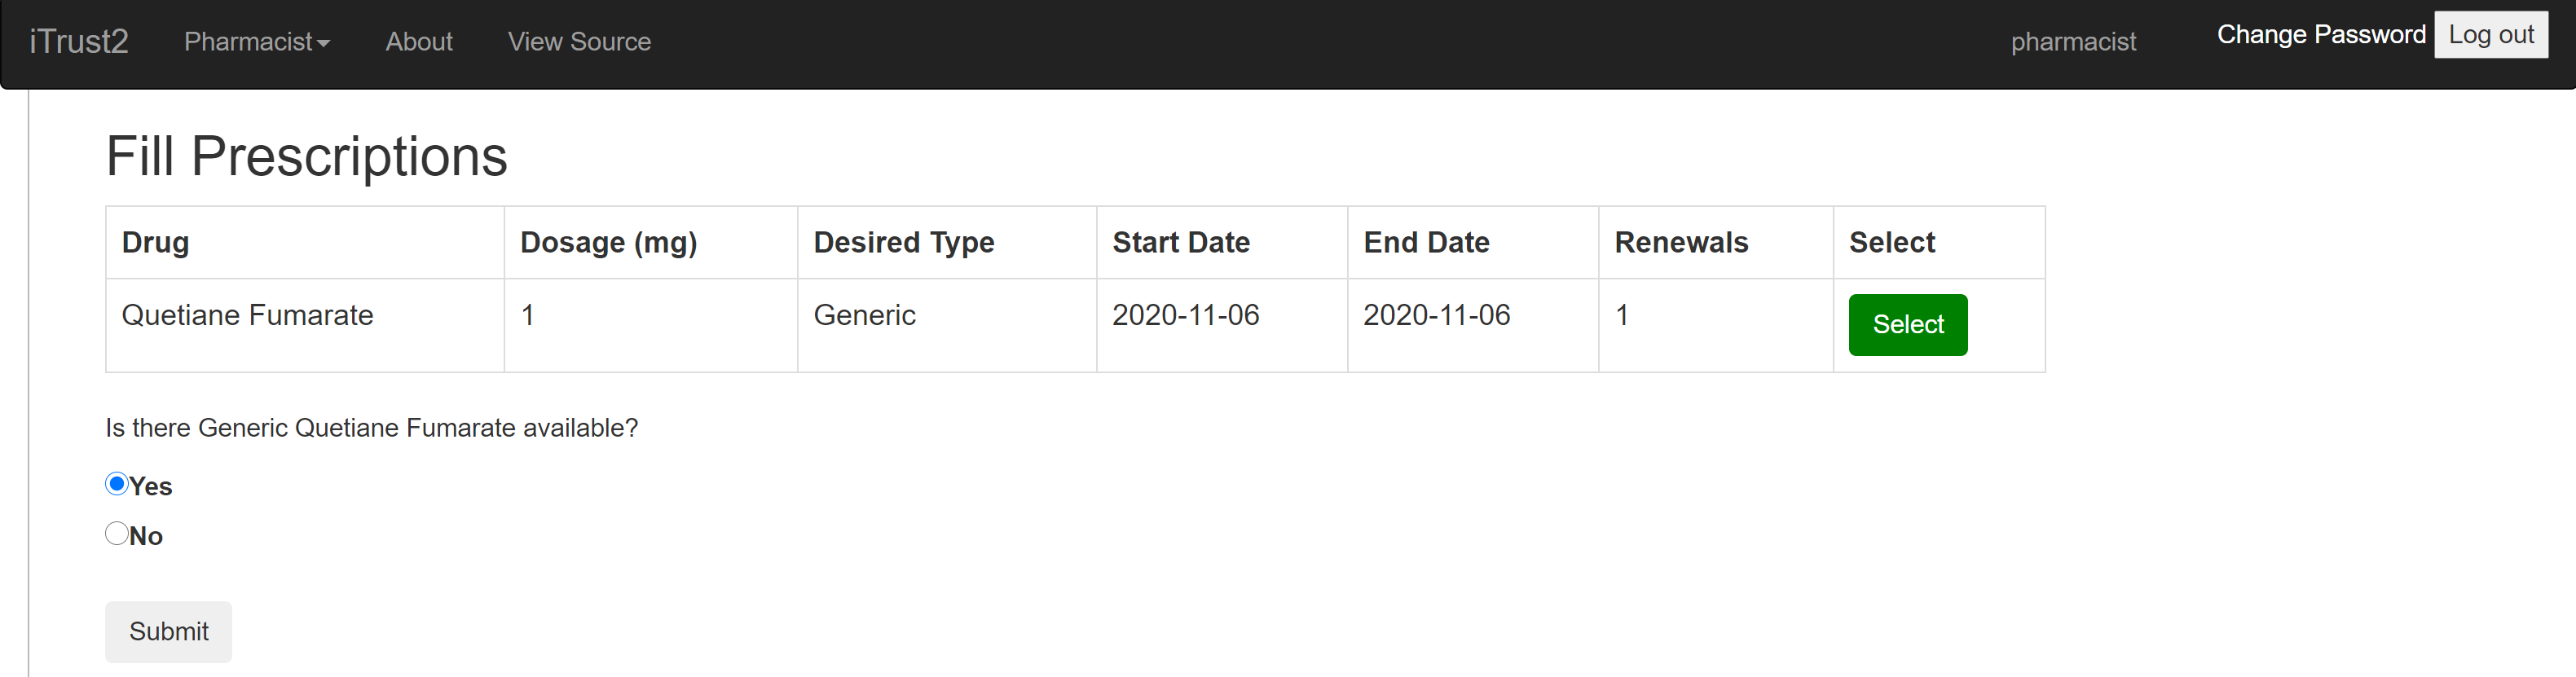 iTrust2 Pharmacist About View Source pharmacist Change Password Log out
Fill Prescriptions
Drug Dosage (mg) Desired Type Start Date End Date Renewals Select
Quetiane Fumarate 1 Generic 2020-11-06 2020-11-06 1 Select
Is there Generic Quetiane Fumarate available?
Yes
No
Submit